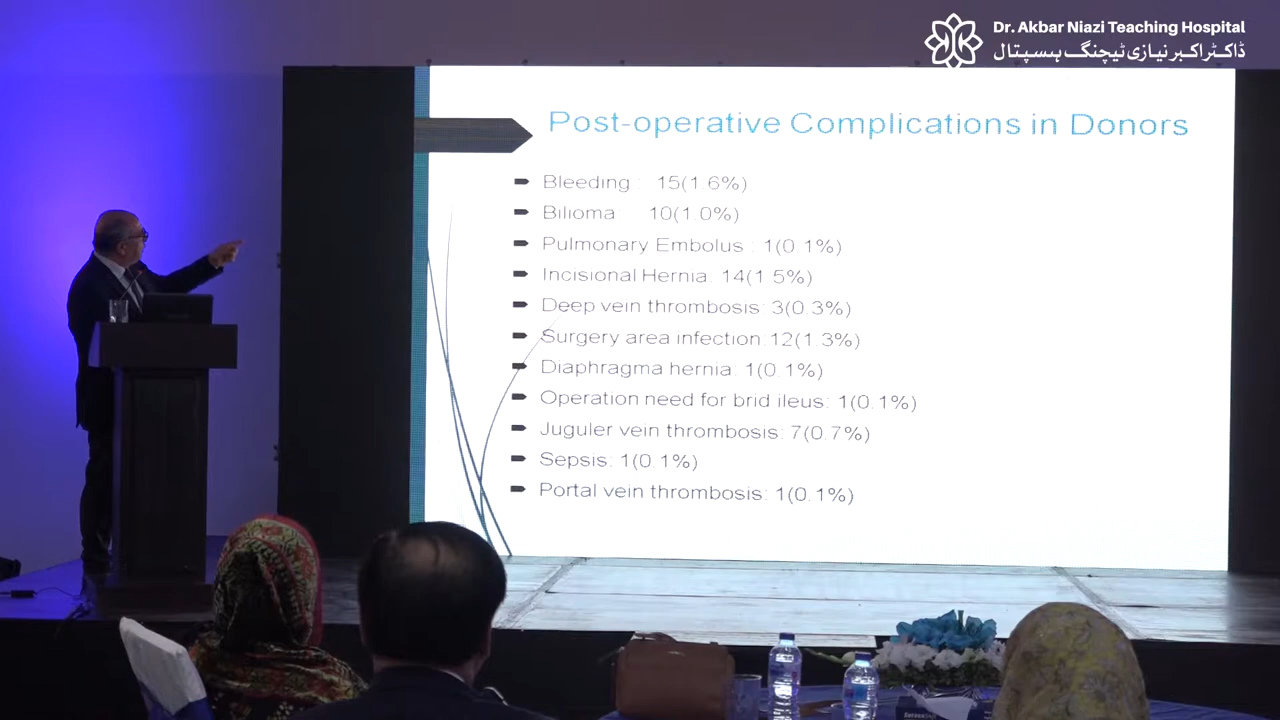 Dr. Akbar Niazi Teaching Hospital
ڈاکٹر اکبر نیازی ٹیچنگ ہسپتال
Post-operative Complications in Donors
Bleeding : 15(1 6%)
Bilioma 10(1 0%)
Pulmonary Embolus : 1(0.1%)
Incisional Hernia: 14(1 5%)
Deep vein thrombosis: 3(0.3%)
Surgery area infection:12(1.3%)
Diaphragma hernia: 1(0.1%)
Operation need for brid ileus: 1(0.1%)
Juguler vein thrombosis: 7(0.7%)
Sepsis: 1(0.1%)
Portal vein thrombosis: 1(0.1%)